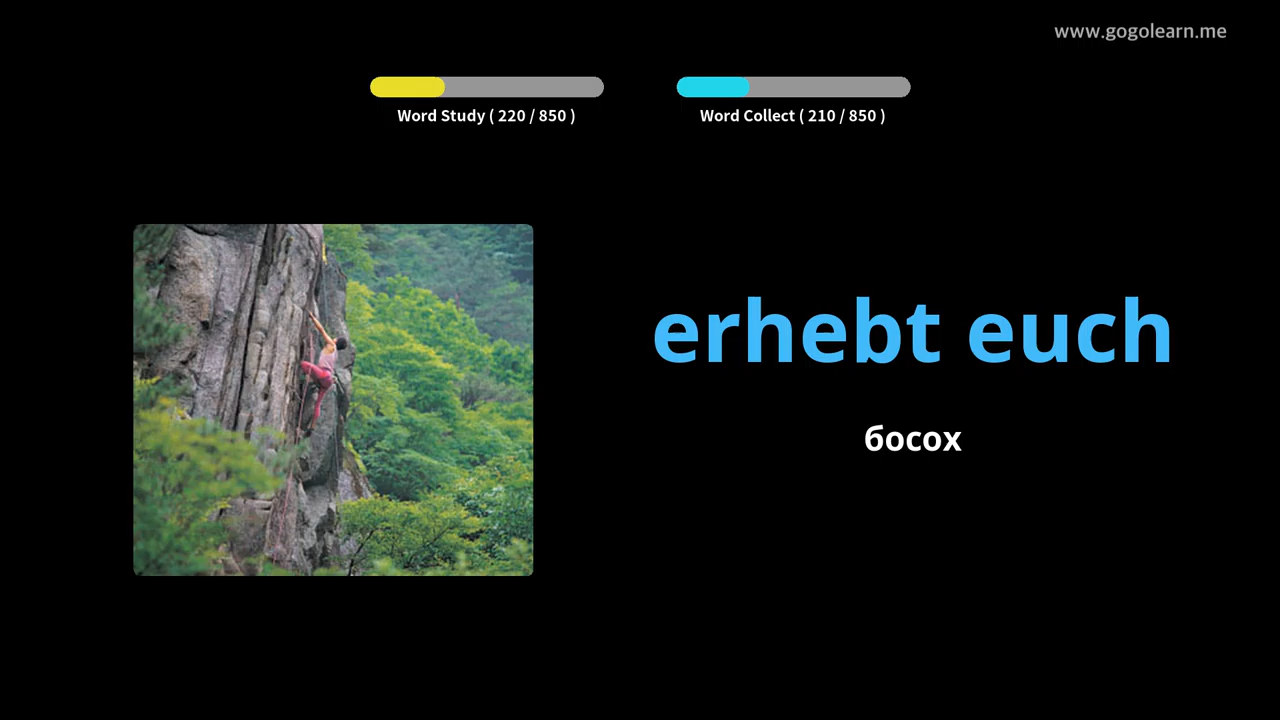 www.gogolearn.me
Word Study ( 220 / 850 )
Word Collect ( 210 / 850 )
erhebt euch
босох